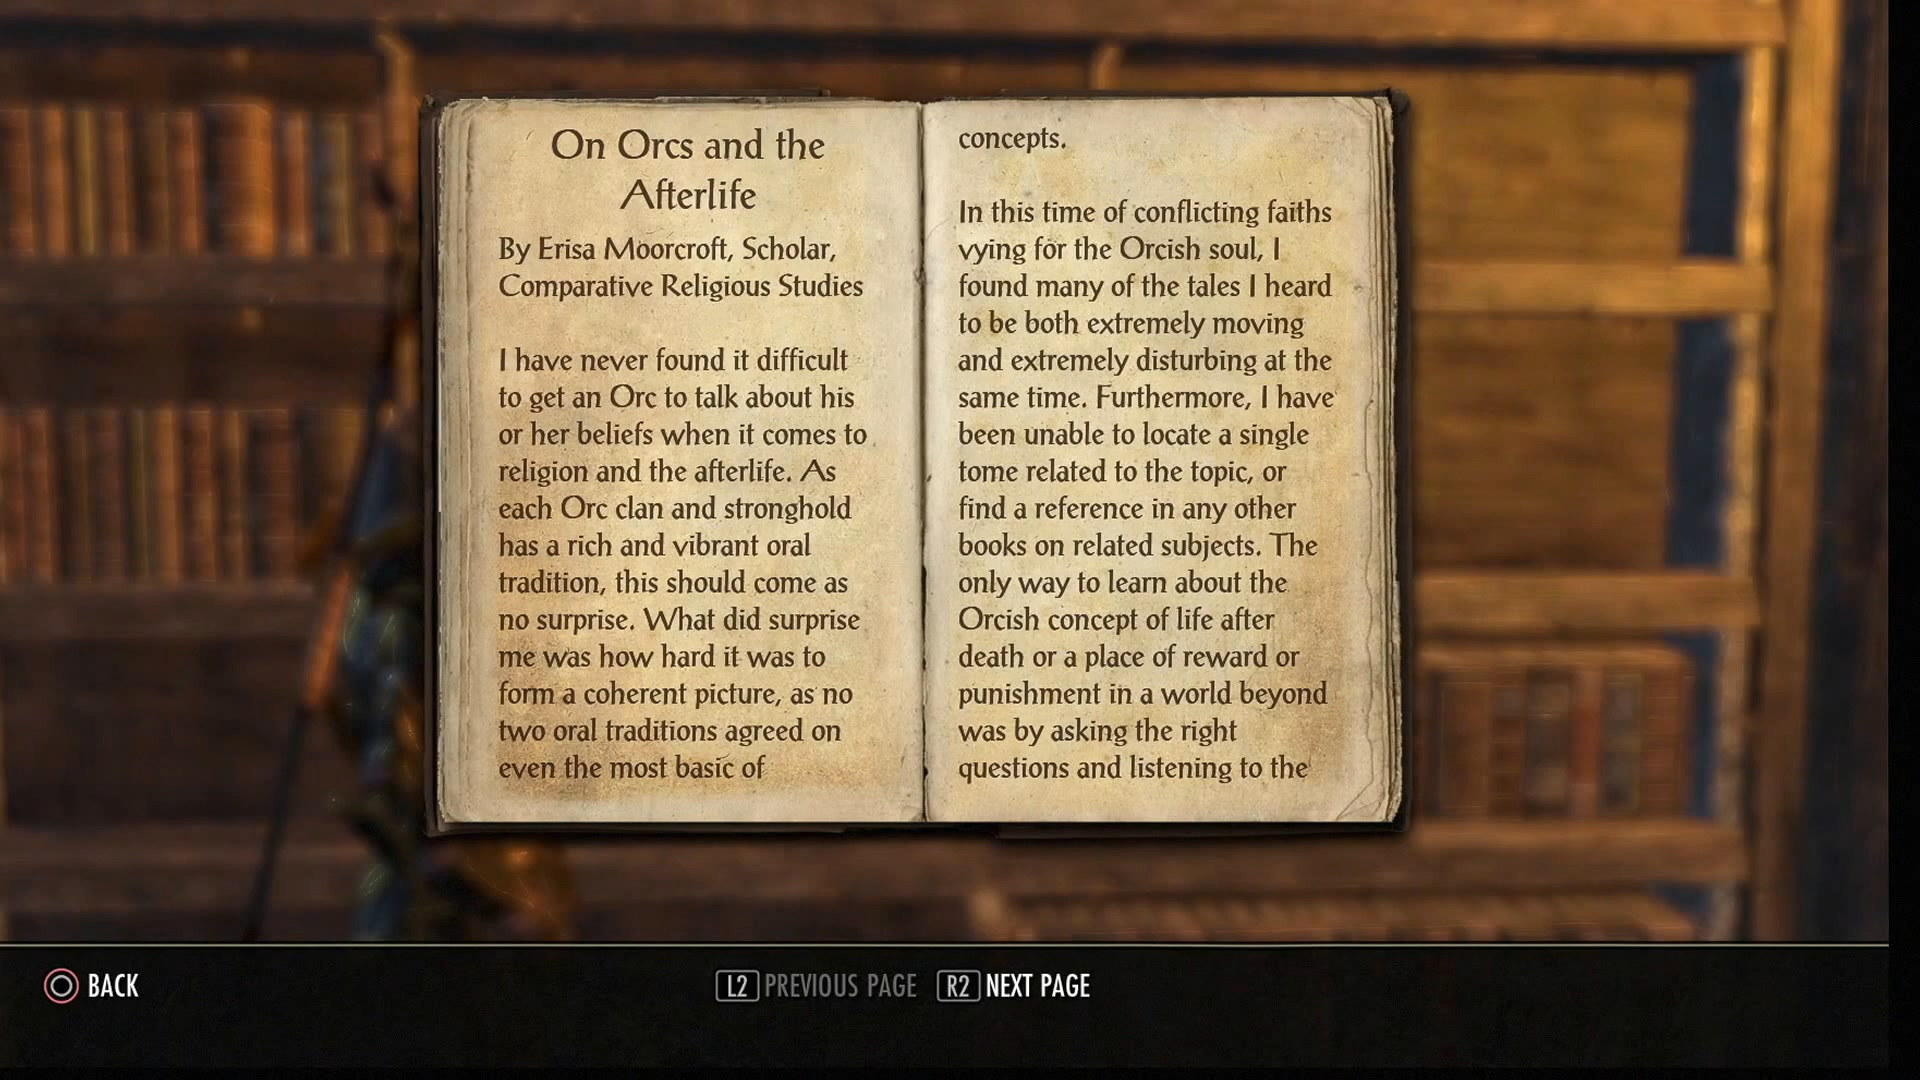 On Orcs and the
Afterlife
By Erisa Moorcroft, Scholar,
Comparative Religious Studies
I have never found it difficult
to get an Orc to talk about his
or her beliefs when it comes to
religion and the afterlife. As
each Orc clan and stronghold
has a rich and vibrant oral
tradition, this should come as
no surprise. What did surprise
me was how hard it was to
form a coherent picture, as no
two oral traditions agreed on
even the most basic of
concepts.
In this time of conflicting faiths
vying for the Orcish soul, I
found many of the tales I heard
to be both extremely moving
and extremely disturbing at the
same time. Furthermore, I have
been unable to locate a single
tome related to the topic, or
find a reference in any other
books on related subjects. The
only way to learn about the
Orcish concept of life after
death or a place of reward or
punishment in a world beyond
was by asking the right
questions and listening to the
BACK
L2 PREVIOUS PAGE R2 NEXT PAGE